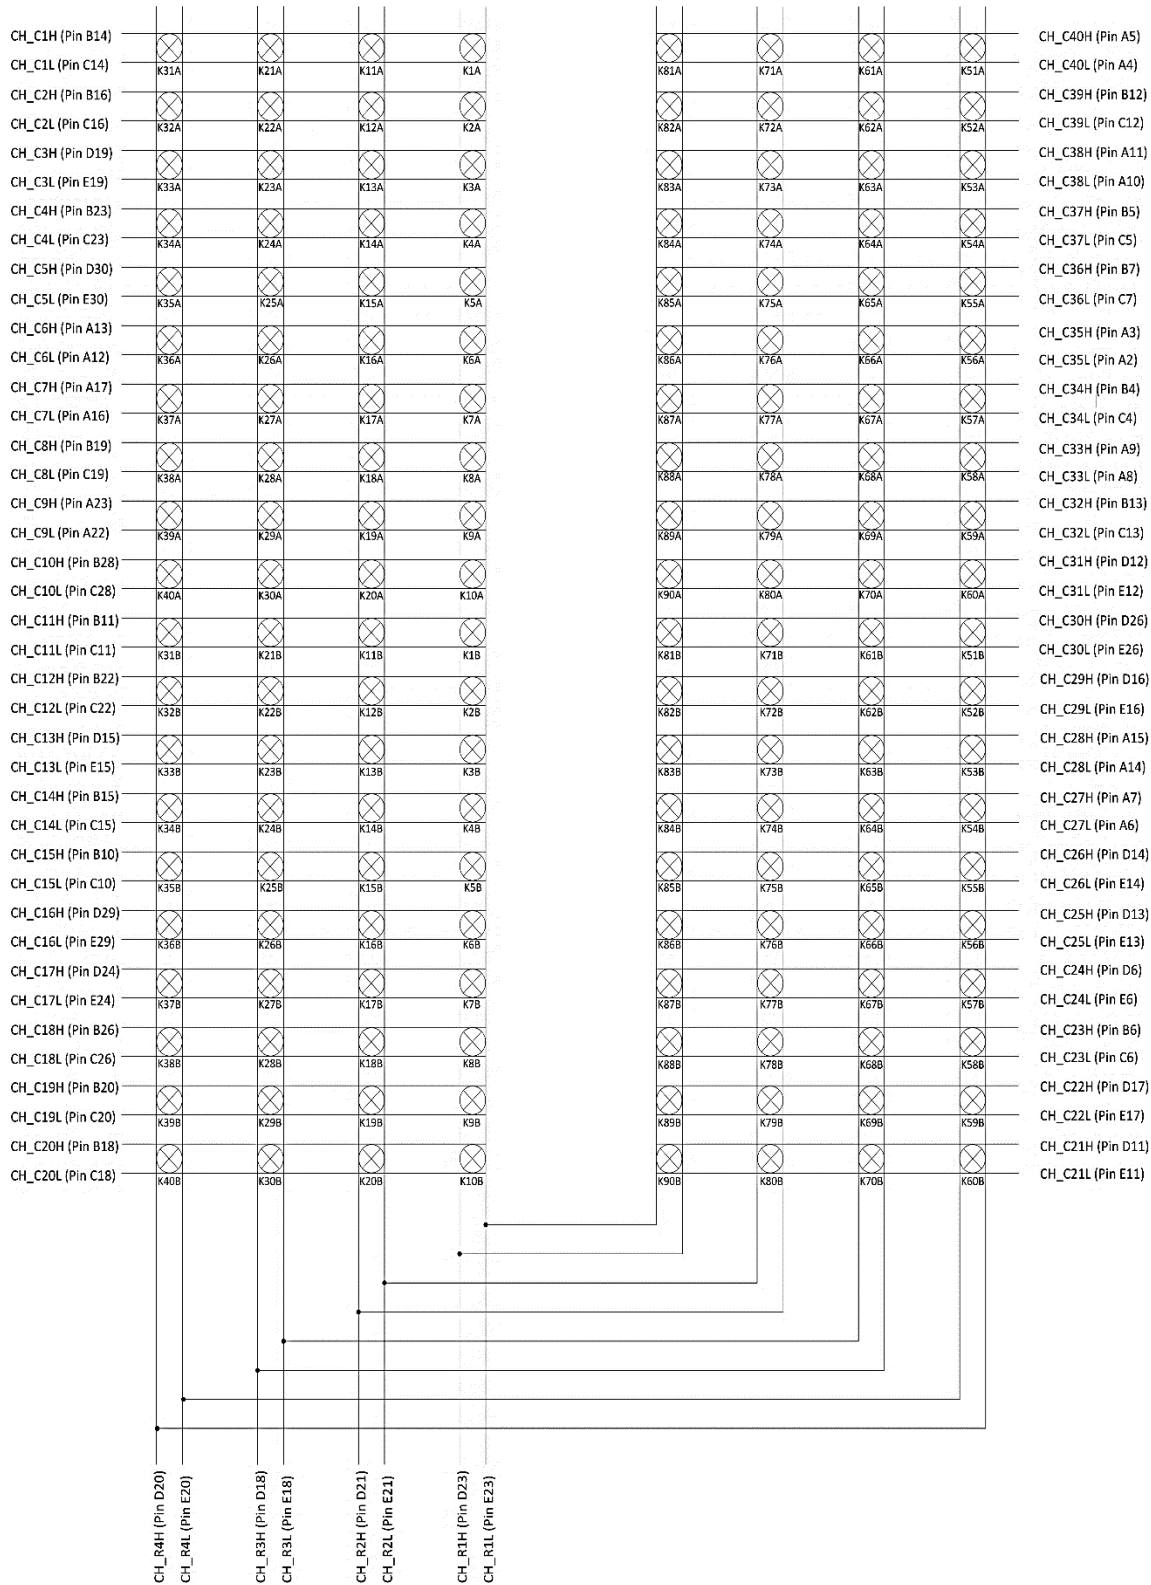 CH_C1H (Pin B14) CH_C40H (Pin A5)
CH_C1L (Pin C14) K31A K21A K11A K1A K81A K71A K61A K51A CH_C40L (Pin A4)
CH_C2H (Pin B16) CH_C39H (Pin B12)
CH_C2L (Pin C16) K32A K22A K12A K2A K82A K72A K62A K52A CH_C39L (Pin C12)
CH_C3H (Pin D19) CH_C38H (Pin A11)
CH_C3L (Pin E19) K33A K23A K13A K3A K83A K73A K63A K53A CH_C38L (Pin A10)
CH_C4H (Pin B23) CH_C37H (Pin B5)
CH_C4L (Pin C23) K34A K24A K14A K4A K84A K74A K64A K54A CH_C37L (Pin C5)
CH_C5H (Pin D30) CH_C36H (Pin B7)
CH_C5L (Pin E30) K35A K25A K15A K5A K85A K75A K65A K55A CH_C36L (Pin C7)
CH_C6H (Pin A13) CH_C35H (Pin A3)
CH_C6L (Pin A12) K36A K26A K16A K6A K86A K76A K66A K56A CH_C35L (Pin A2)
CH_C7H (Pin A17) CH_C34H (Pin B4)
CH_C7L (Pin A16) K37A K27A K17A K7A K87A K77A K67A K57A CH_C34L (Pin C4)
CH_C8H (Pin B19) CH_C33H (Pin A9)
CH_C8L (Pin C19) K38A K28A K18A K8A K88A K78A K68A K58A CH_C33L (Pin A8)
CH_C9H (Pin A23) CH_C32H (Pin B13)
CH_C9L (Pin A22) K39A K29A K19A K9A K89A K79A K69A K59A CH_C32L (Pin C13)
CH_C10H (Pin B28) CH_C31H (Pin D12)
CH_C10L (Pin C28) K40A K30A K20A K10A K90A K80A K70A K60A CH_C31L (Pin E12)
CH_C11H (Pin B11) CH_C30H (Pin D26)
CH_C11L (Pin C11) K31B K21B K11B K1B K81B K71B K61B K51B CH_C30L (Pin E26)
CH_C12H (Pin B22) CH_C29H (Pin D16)
CH_C12L (Pin C22) K32B K22B K12B K2B K82B K72B K62B K52B CH_C29L (Pin E16)
CH_C13H (Pin D15) CH_C28H (Pin A15)
CH_C13L (Pin E15) K33B K23B K13B K3B K83B K73B K63B K53B CH_C28L (Pin A14)
CH_C14H (Pin B15) CH_C27H (Pin A7)
CH_C14L (Pin C15) K34B K24B K14B K4B K84B K74B K64B K54B CH_C27L (Pin A6)
CH_C15H (Pin B10) CH_C26H (Pin D14)
CH_C15L (Pin C10) K35B K25B K15B K5B K85B K75B K65B K55B CH_C26L (Pin E14)
CH_C16H (Pin D29) CH_C25H (Pin D13)
CH_C16L (Pin E29) K36B K26B K16B K6B K86B K76B K66B K56B CH_C25L (Pin E13)
CH_C17H (Pin D24) CH_C24H (Pin D6)
CH_C17L (Pin E24) K37B K27B K17B K7B K87B K77B K67B K57B CH_C24L (Pin E6)
CH_C18H (Pin B26) CH_C23H (Pin B6)
CH_C18L (Pin C26) K38B K28B K18B K8B K88B K78B K68B K58B CH_C23L (Pin C6)
CH_C19H (Pin B20) CH_C22H (Pin D17)
CH_C19L (Pin C20) K39B K29B K19B K9B K89B K79B K69B K59B CH_C22L (Pin E17)
CH_C20H (Pin B18) CH_C21H (Pin D11)
CH_C20L (Pin C18) K40B K30B K20B K10B K90B K80B K70B K60B CH_C21L (Pin E11)
CH_R4H (Pin D20)
CH_R4L (Pin E20)
CH_R3H (Pin D18)
CH_R3L (Pin E18)
CH_R2H (Pin D21)
CH_R2L (Pin E21)
CH_R1H (Pin D23)
CH_R1L (Pin E23)